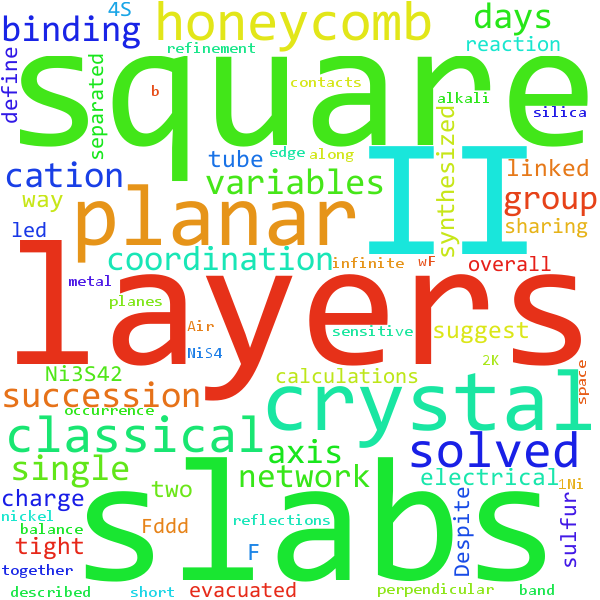 4S
honeycomb
days
binding
refinement
reaction
define
square
separated
b
contacts
alkali
silica
II
synthesized
tube
edge
along
cation
variables
linked
way
planar
group
led
sharing
coordination
infinite
wF
overall
layers
metal
planes
Air
sensitive
suggest
NiS4
Ni3S42
calculations
2K
space
succession
crystal
occurrence
classical
solved
axis
single
network
electrical
1Ni
charge
slabs
two
Despite
sulfur
nickel
Fddd
reflections
balance
F
tight
together
described
short
evacuated
perpendicular
band